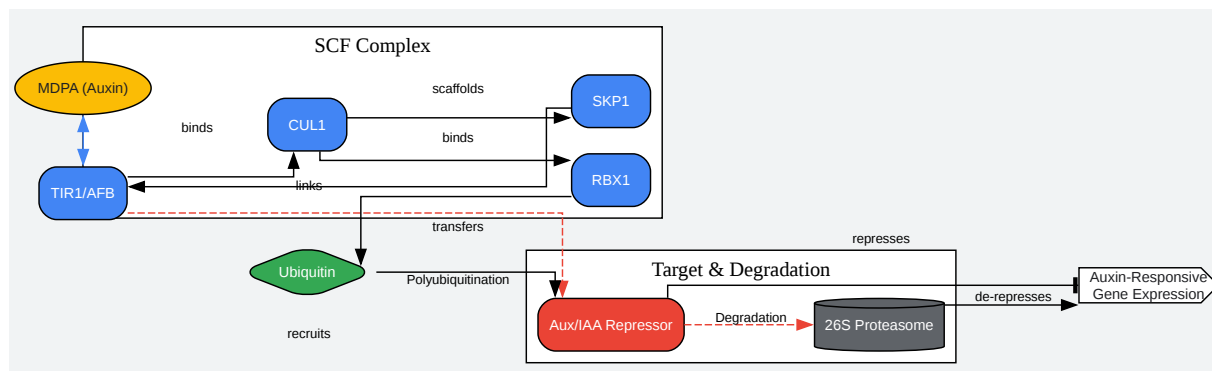 SCF Complex
MDPA (Auxin)
scaffolds
SKP1
binds
CUL1
binds
TIR1/AFB
links
RBX1
transfers
represses
Ubiquitin
Polyubiquitination
Target & Degradation
Auxin-Responsive
Gene Expression
de-represses
Aux/IAA Repressor
Degradation
26S Proteasome
recruits